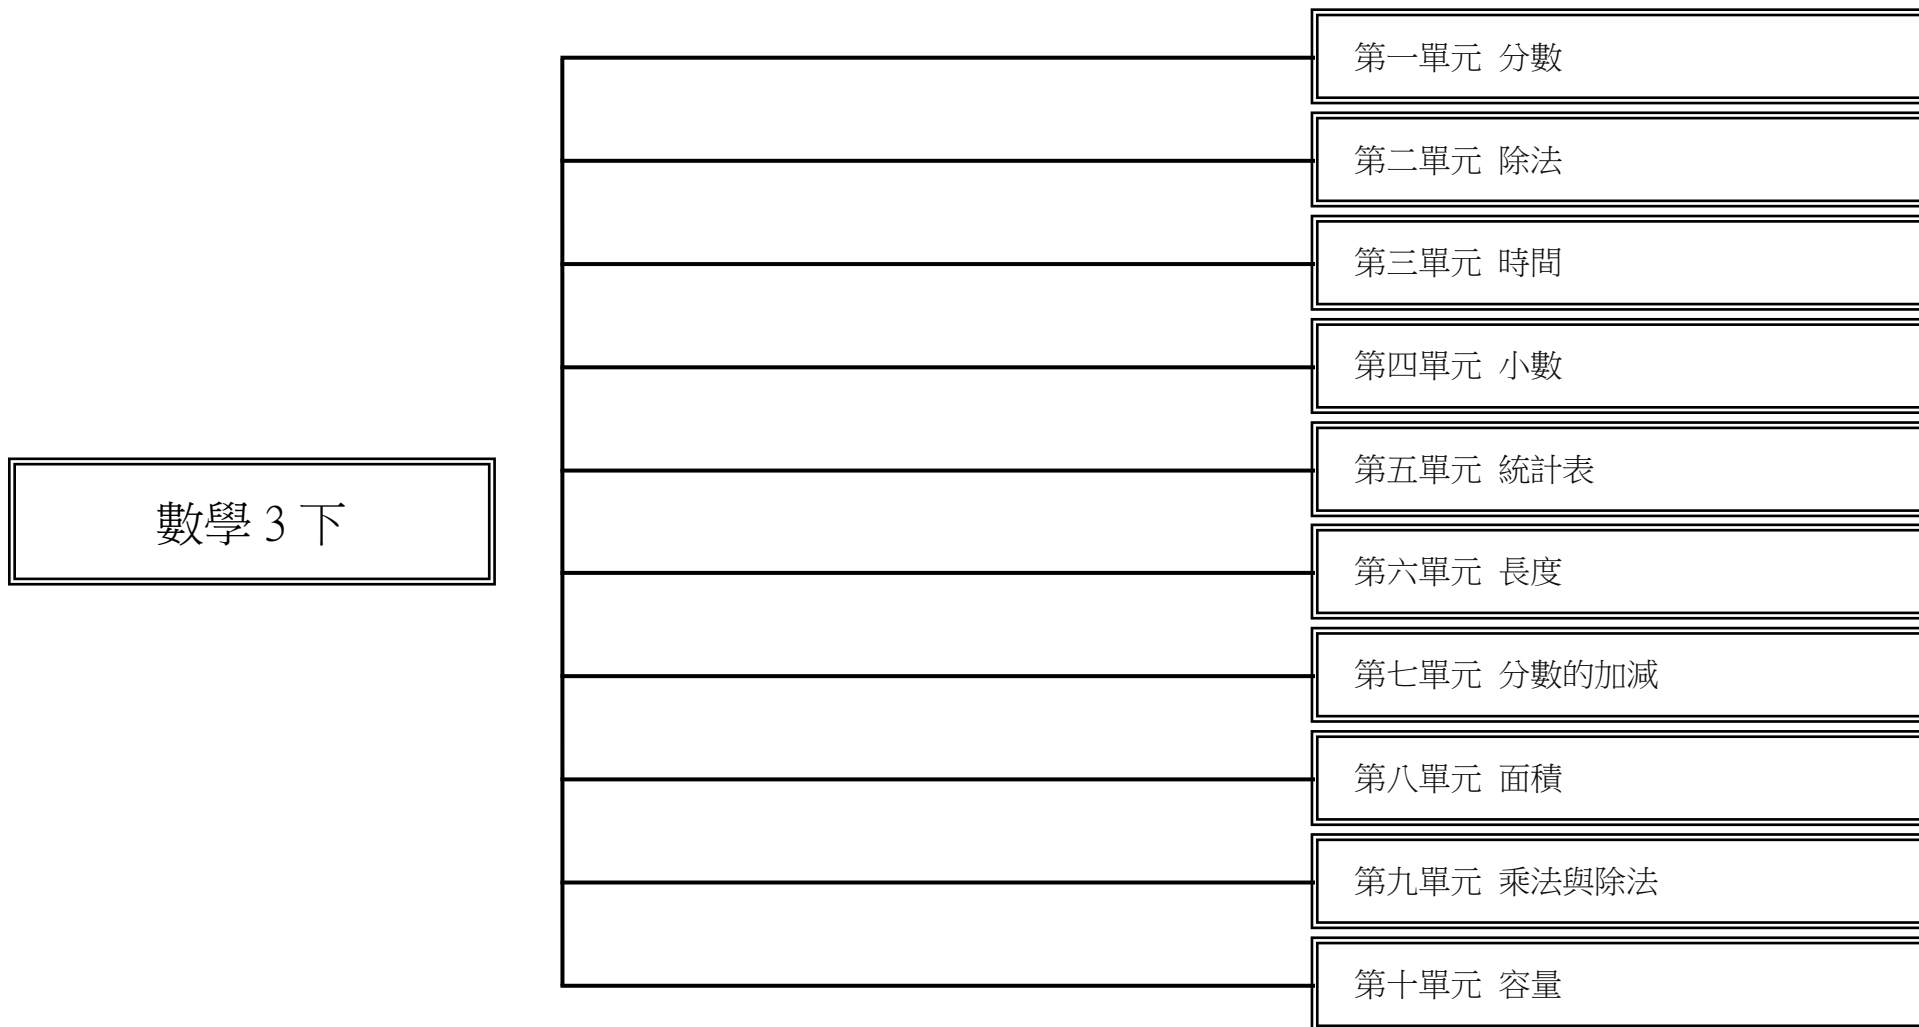 數學 3 下
第一單元 分數
第二單元 除法
第三單元 時間
第四單元 小數
第五單元 統計表
第六單元 長度
第七單元 分數的加減
第八單元 面積
第九單元 乘法與除法
第十單元 容量